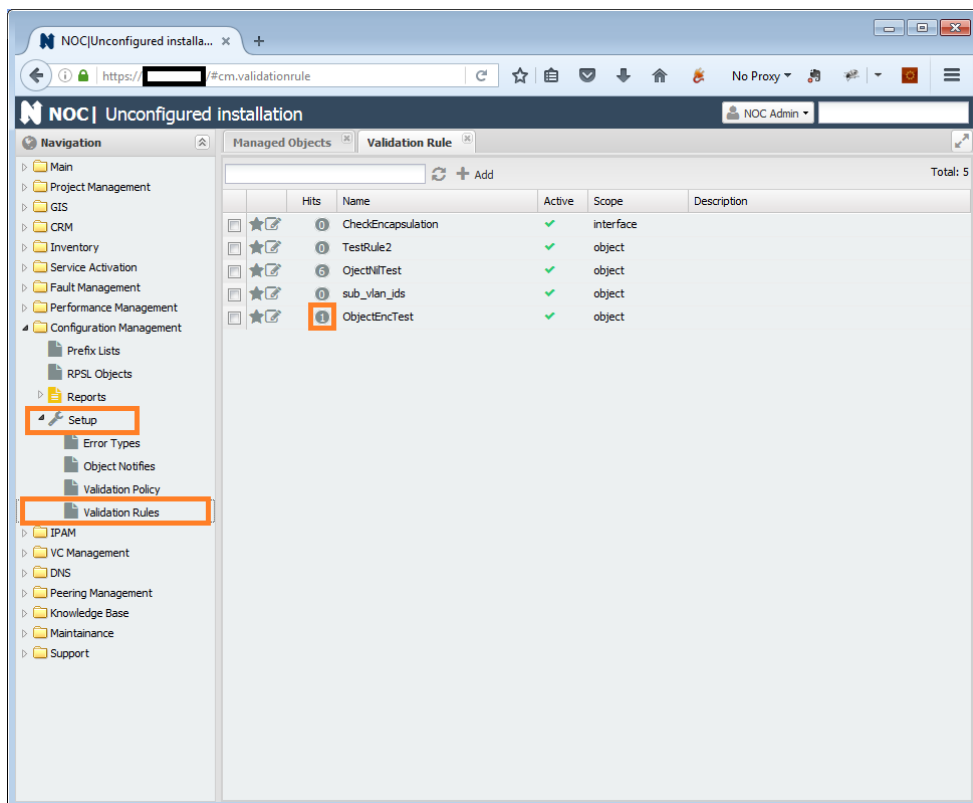 NOC|Unconfigured installa...
https:// /#cm.validationrule
No Proxy
NOC| Unconfigured installation
NOC Admin
Navigation
Managed Objects
Validation Rule
Main
Project Management
GIS
CRM
Inventory
Service Activation
Fault Management
Performance Management
Configuration Management
Prefix Lists
RPSL Objects
Reports
Setup
Error Types
Object Notifies
Validation Policy
Validation Rules
IPAM
VC Management
DNS
Peering Management
Knowledge Base
Maintainance
Support
Add
Total: 5
Hits Name Active Scope Description
0 CheckEncapsulation interface
0 TestRule2 object
6 OjectNilTest object
0 sub_vlan_ids object
1 ObjectEncTest object